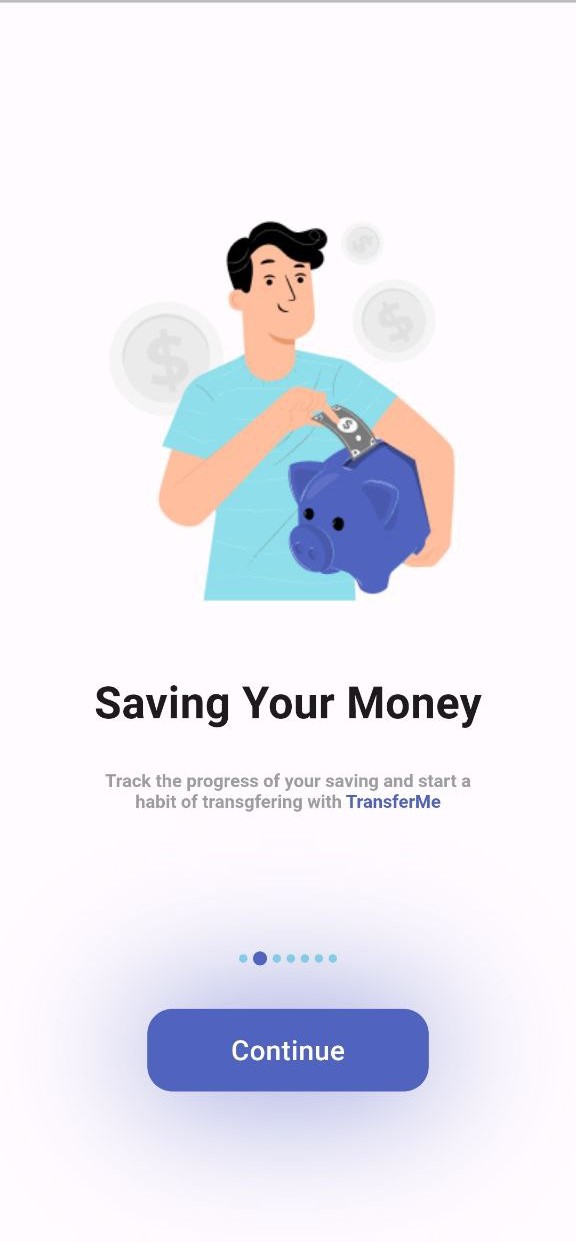 Saving Your Money
Track the progress of your saving and start a
habit of transgfering with TransferMe
Continue